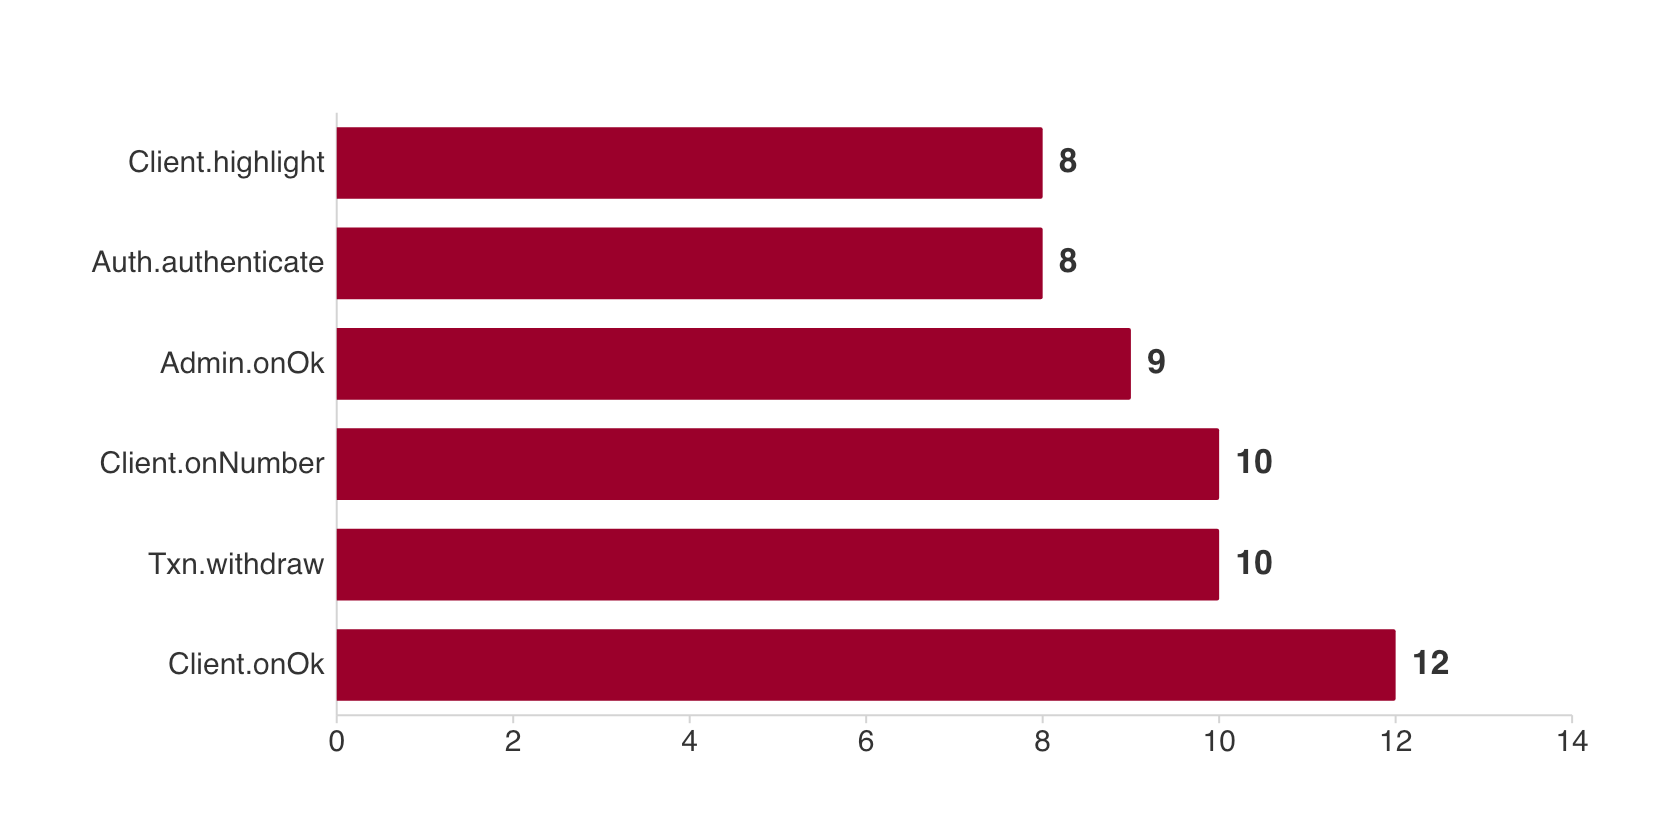 Client.highlight 8
Auth.authenticate 8
Admin.onOk 9
Client.onNumber 10
Txn.withdraw 10
Client.onOk 12
0 2 4 6 8 10 12 14